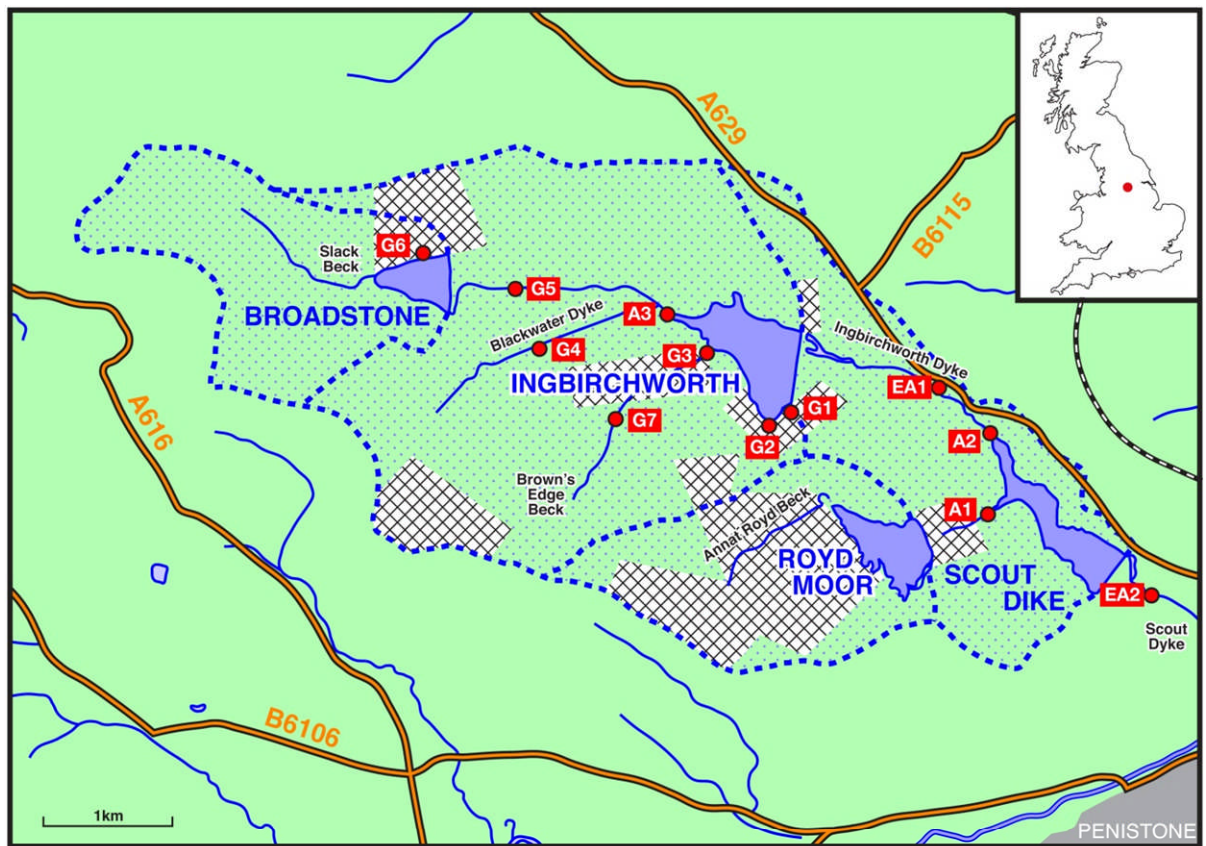 A629
B6115
Slack
Beck
G6
BROADSTONE
G5
Blackwater Dyke
A3
G4
G3
INGBIRCHWORTH
Ingbirchworth Dyke
EA1
G7
G1
G2
A2
A616
Brown's
Edge
Beck
Annat Royd Beck
A1
ROYD
MOOR
SCOUT
DIKE
EA2
Scout
Dyke
B6106
1km
PENISTONE